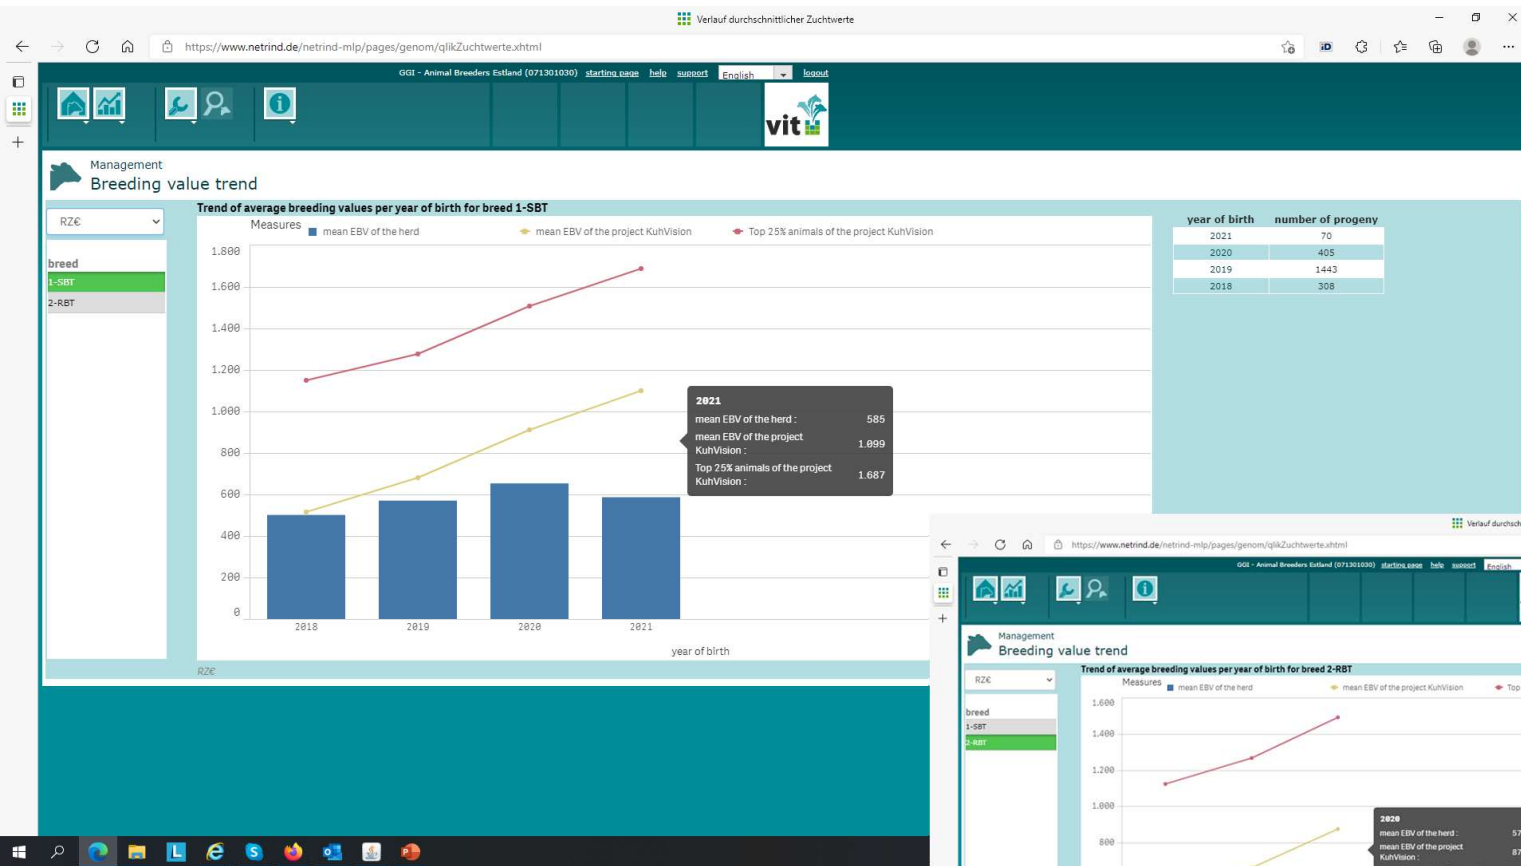 Verlauf durchschnittlicher Zuchtwerte
https://www.netrind.de/netrind-mlp/pages/genom/qlikZuchtwerte.xhtml
GGI - Animal Breeders Estland (071301030) starting page help support English logout
vit
Management
Breeding value trend
RZ€
breed
1-SBT
2-RBT
Trend of average breeding values per year of birth for breed 1-SBT
Measures mean EBV of the herd mean EBV of the project KuhVision Top 25% animals of the project KuhVision
1.800
1.600
1.400
1.200
1.000
800
600
400
200
0
2018 2019 2020 2021
year of birth
RZ€
2021
mean EBV of the herd : 585
mean EBV of the project KuhVision : 1.099
Top 25% animals of the project KuhVision : 1.687
year of birth number of progeny
2021 70
2020 405
2019 1443
2018 308
Verlauf durchsch
https://www.netrind.de/netrind-mlp/pages/genom/qlikZuchtwerte.xhtml
GGI - Animal Breeders Estland (071301030) starting page help support English
Management
Breeding value trend
RZ€
breed
1-SBT
2-RBT
Trend of average breeding values per year of birth for breed 2-RBT
Measures mean EBV of the herd mean EBV of the project KuhVision Top
1.600
1.400
1.200
1.000
800
2020
mean EBV of the herd : 57
mean EBV of the project KuhVision : 87